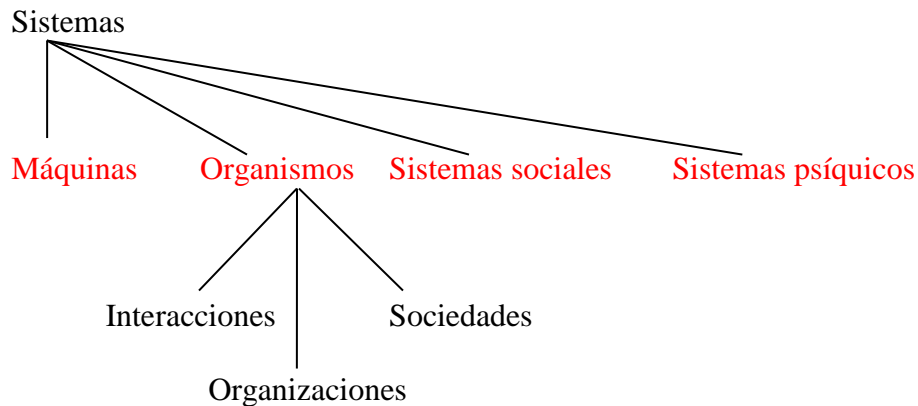 Sistemas
Máquinas Organismos Sistemas sociales Sistemas psíquicos
Interacciones Sociedades
Organizaciones